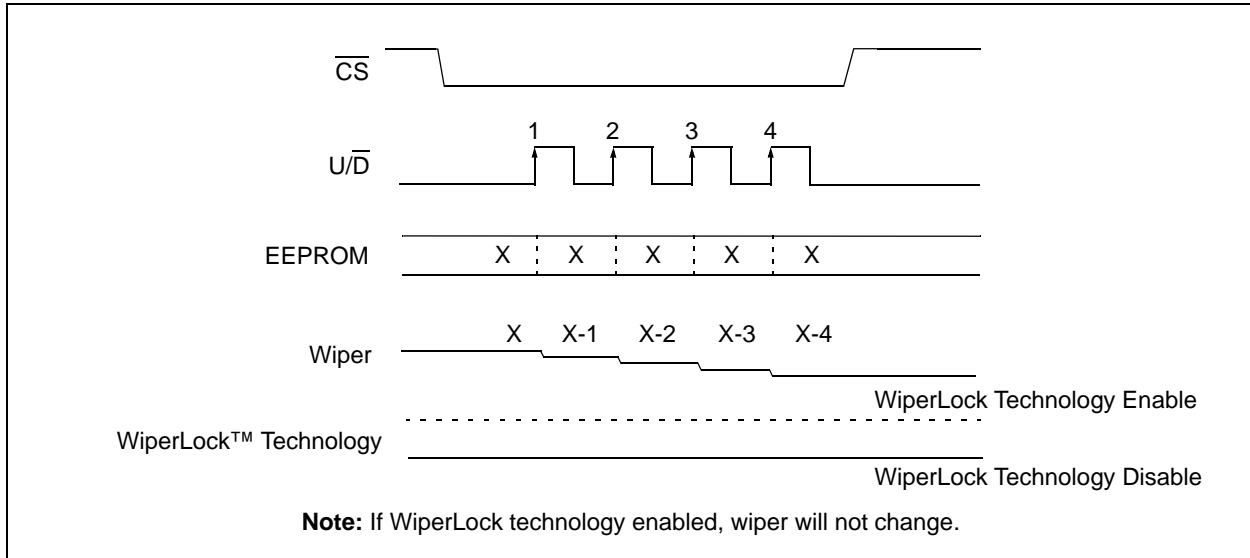 CS
1 2 3 4
U/D
EEPROM X X X X X
X X-1 X-2 X-3 X-4
Wiper
WiperLock Technology Enable
WiperLock™ Technology
WiperLock Technology Disable
Note: If WiperLock technology enabled, wiper will not change.